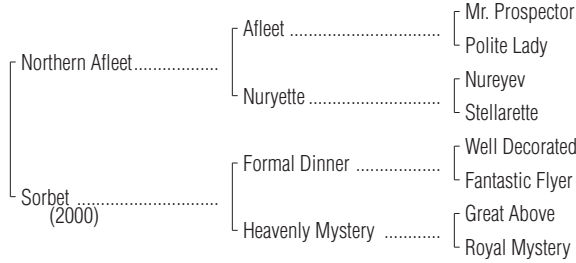 Mr. Prospector
Afleet
Polite Lady
Northern Afleet
Nureyev
Nuryette
Stellarette
Well Decorated
Formal Dinner
Fantastic Flyer
Sorbet
(2000)
Great Above
Heavenly Mystery
Royal Mystery